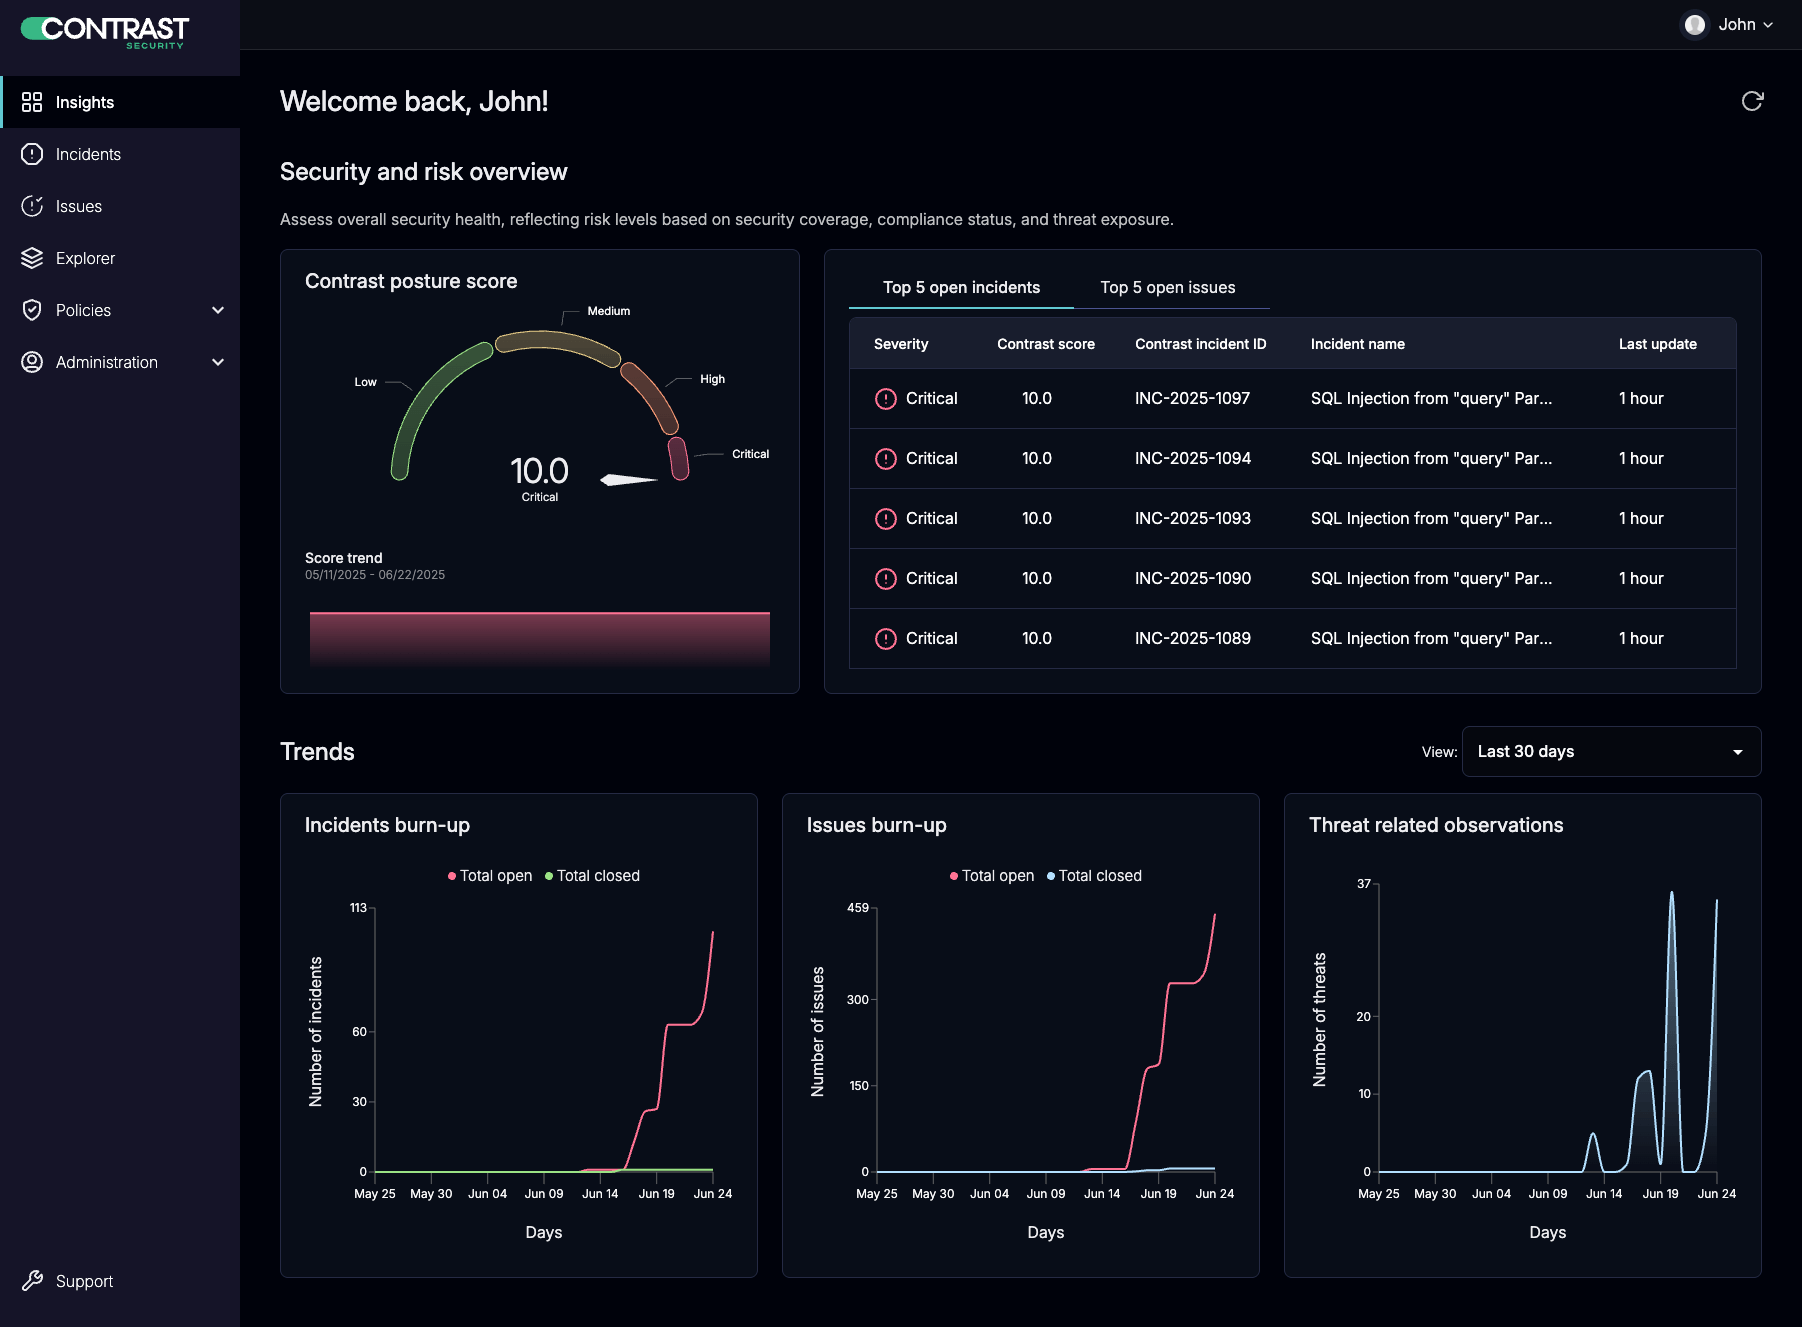 CONTRAST
SECURITY
John
Insights
Incidents
Issues
Explorer
Policies
Administration
Support
Welcome back, John!
Security and risk overview
Assess overall security health, reflecting risk levels based on security coverage, compliance status, and threat exposure.
Contrast posture score
Medium
Low
High
Critical
10.0
Critical
Score trend
05/11/2025 - 06/22/2025
Top 5 open incidents Top 5 open issues
Severity Contrast score Contrast incident ID Incident name Last update
Critical 10.0 INC-2025-1097 SQL Injection from "query" Par... 1 hour
Critical 10.0 INC-2025-1094 SQL Injection from "query" Par... 1 hour
Critical 10.0 INC-2025-1093 SQL Injection from "query" Par... 1 hour
Critical 10.0 INC-2025-1090 SQL Injection from "query" Par... 1 hour
Critical 10.0 INC-2025-1089 SQL Injection from "query" Par... 1 hour
Trends
View: Last 30 days
Incidents burn-up
Total open Total closed
Number of incidents
113
60
30
0
May 25 May 30 Jun 04 Jun 09 Jun 14 Jun 19 Jun 24
Days
Issues burn-up
Total open Total closed
Number of issues
459
300
150
0
May 25 May 30 Jun 04 Jun 09 Jun 14 Jun 19 Jun 24
Days
Threat related observations
Number of threats
37
20
10
0
May 25 May 30 Jun 04 Jun 09 Jun 14 Jun 19 Jun 24
Days